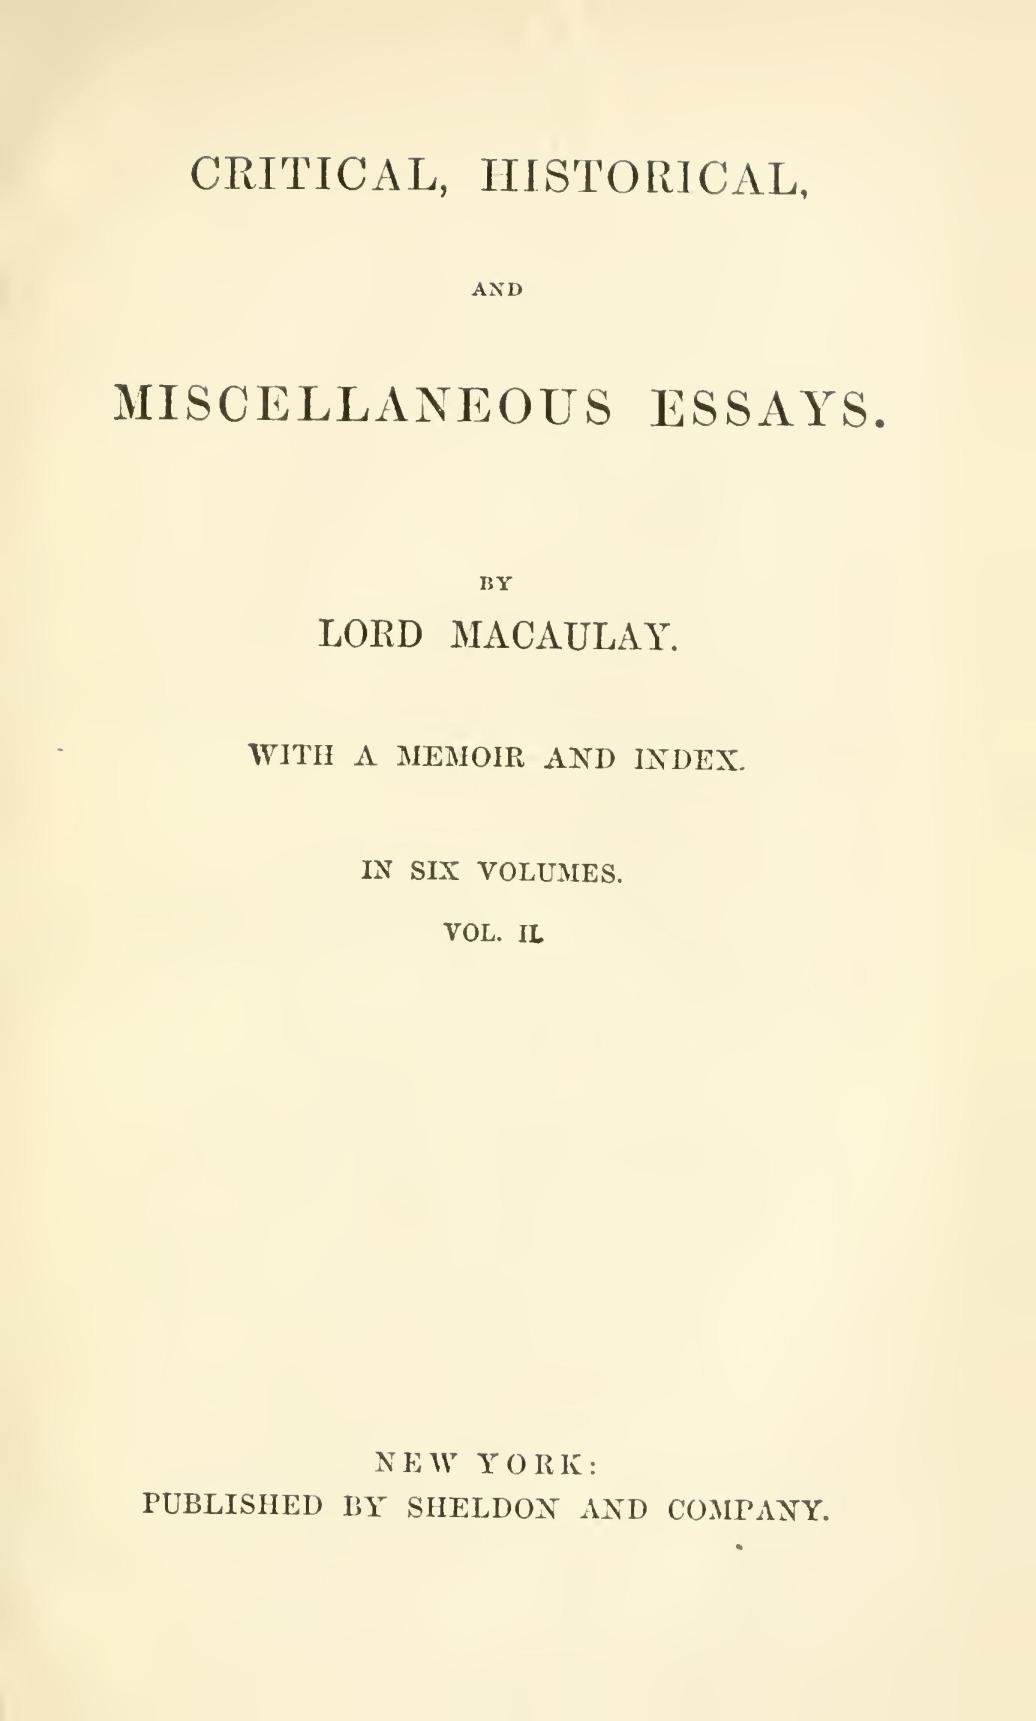 CRITICAL, HISTORICAL,
AND
MISCELLANEOUS ESSAYS.
BY
LORD MACAULAY.
WITH A MEMOIR AND INDEX.
IN SIX VOLUMES.
VOL. II.
NEW YORK:
PUBLISHED BY SHELDON AND COMPANY.